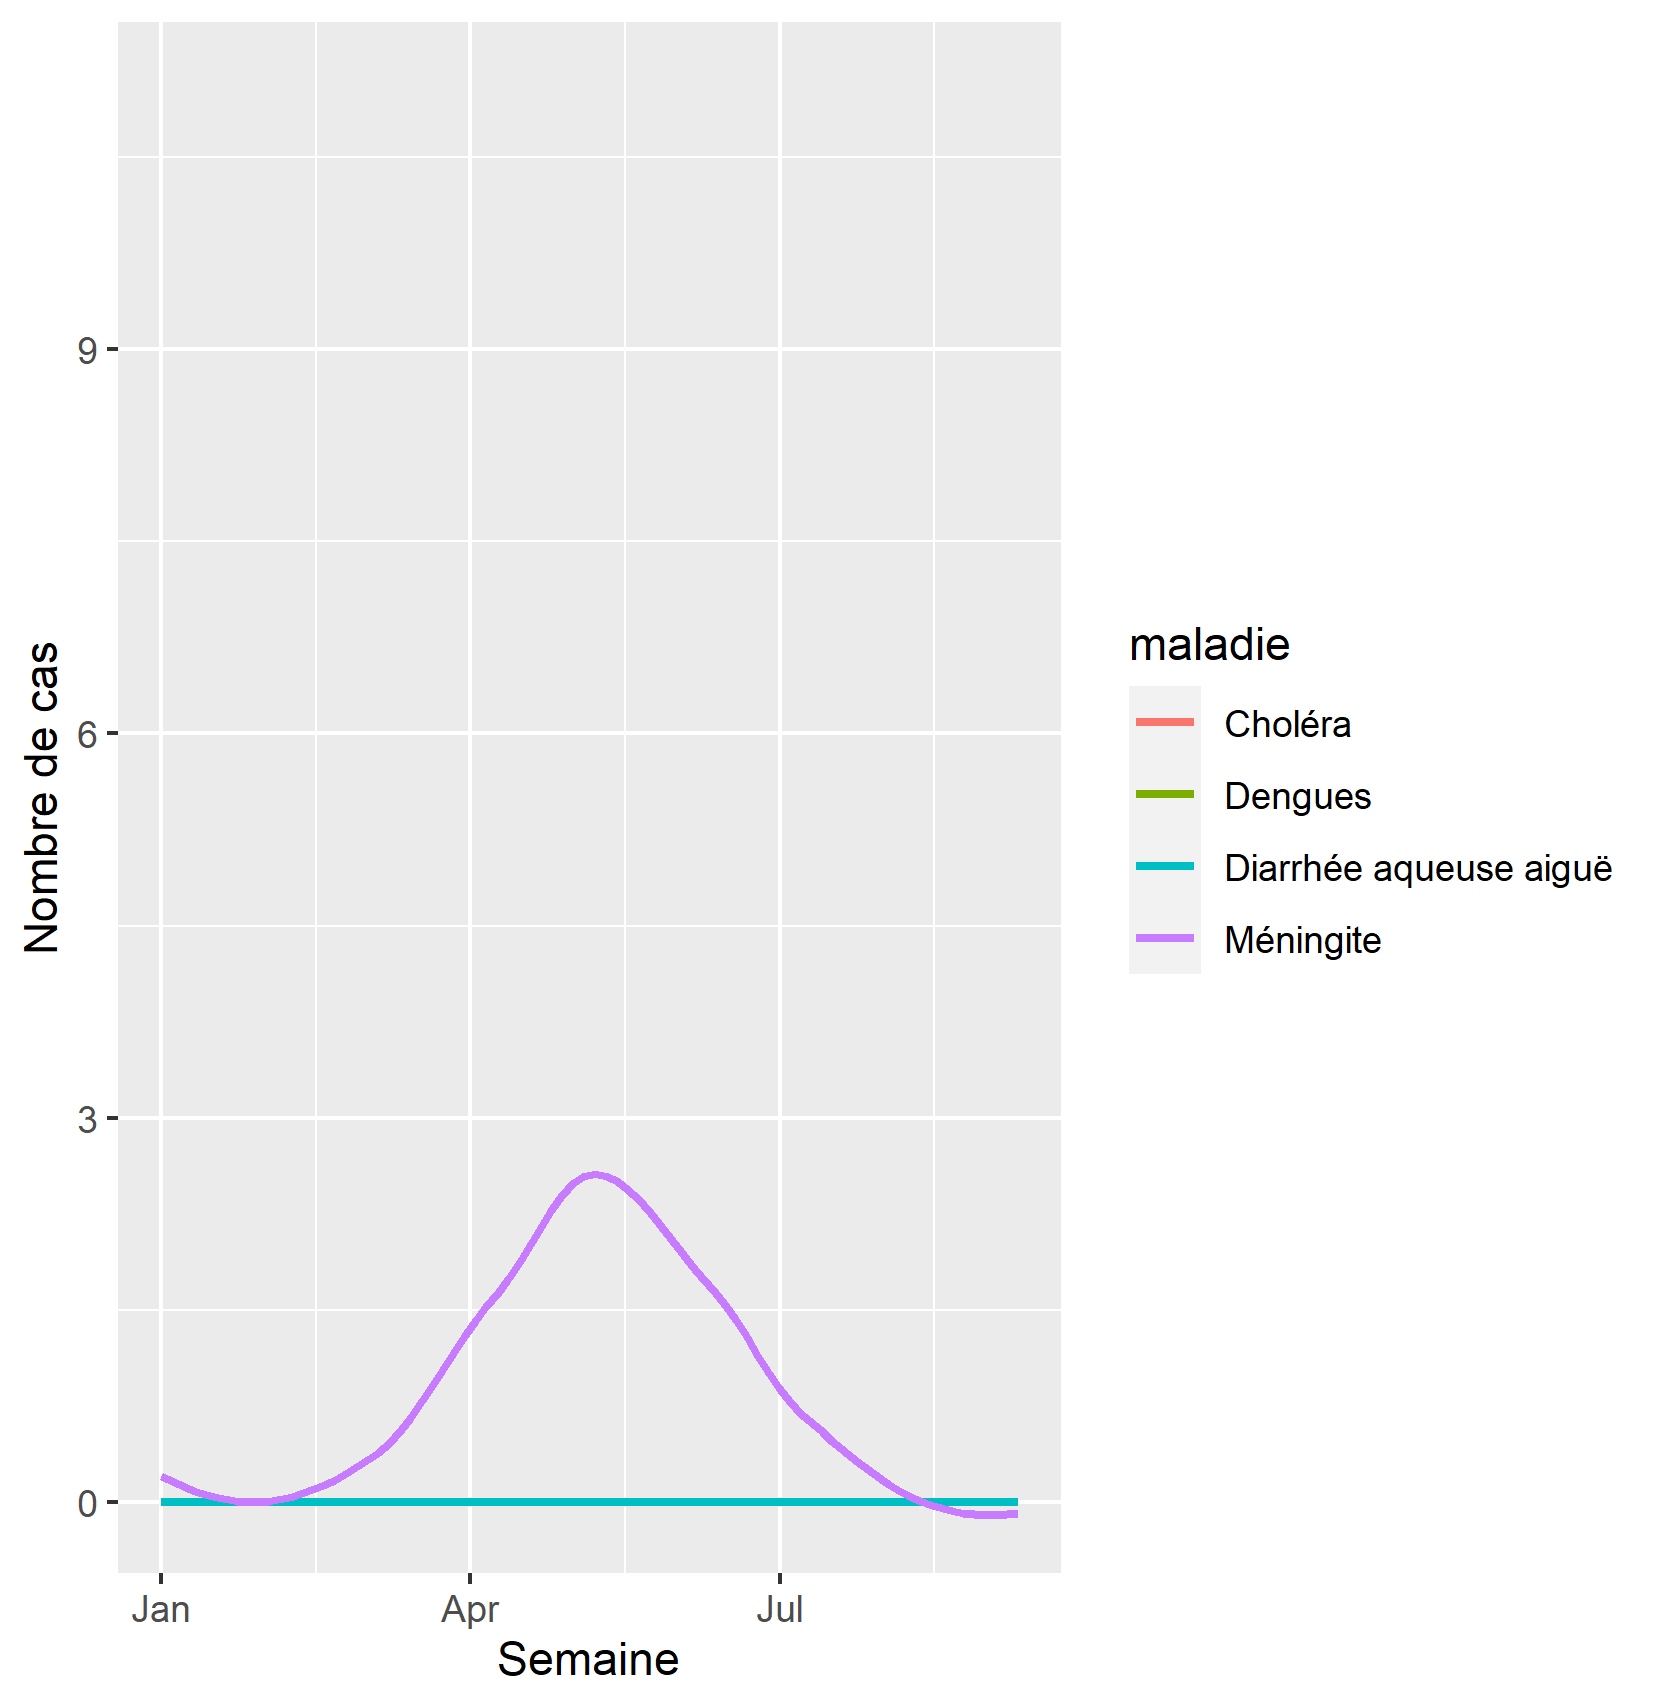 Nombre de cas
9
6
3
0
Jan Apr Jul
Semaine
maladie
Choléra
Dengues
Diarrhée aqueuse aiguë
Méningite